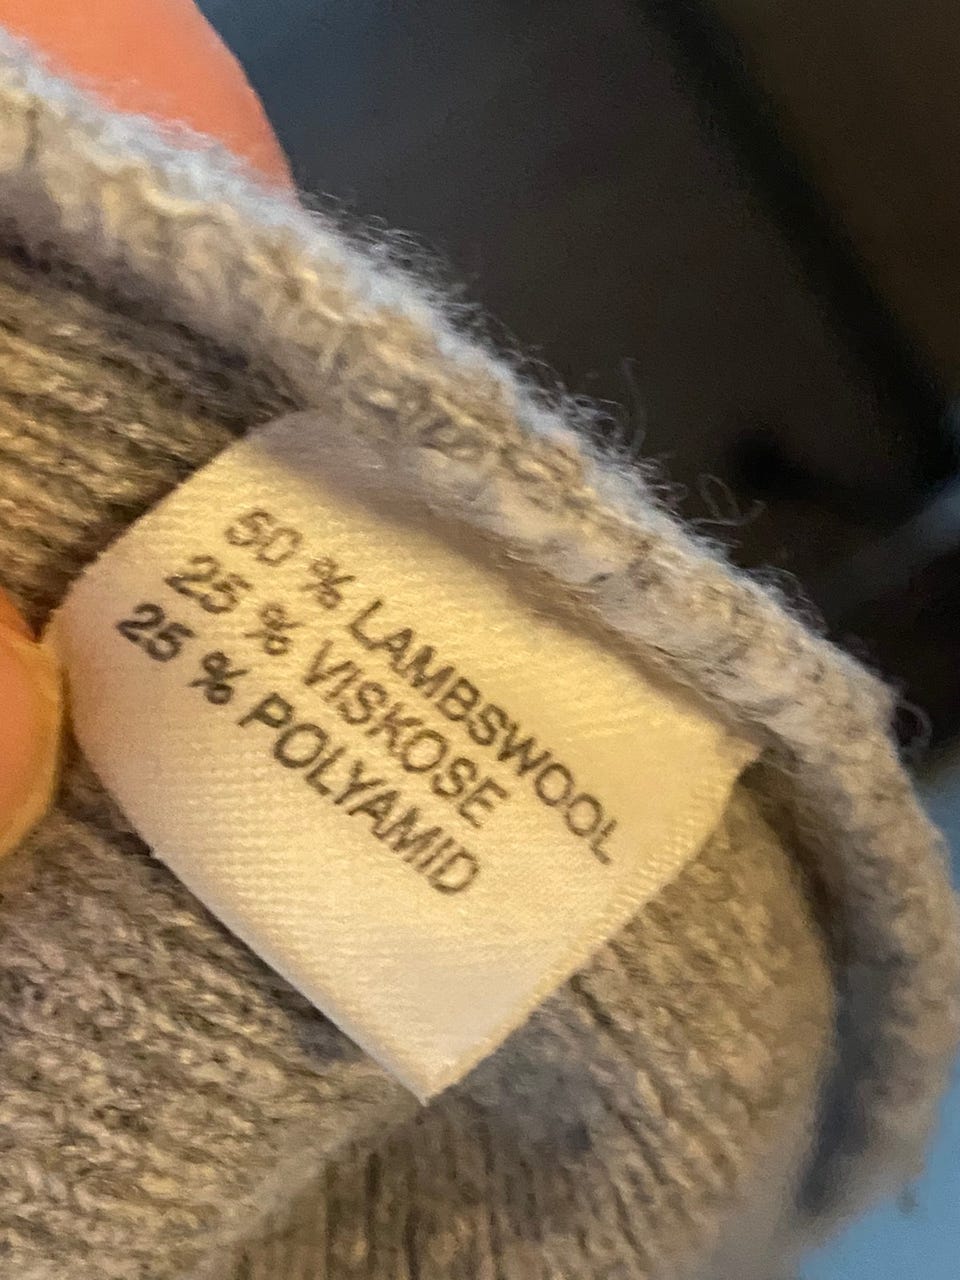 50 % LAMBSWOOL
25 % VISKOSE
25 % POLYAMID